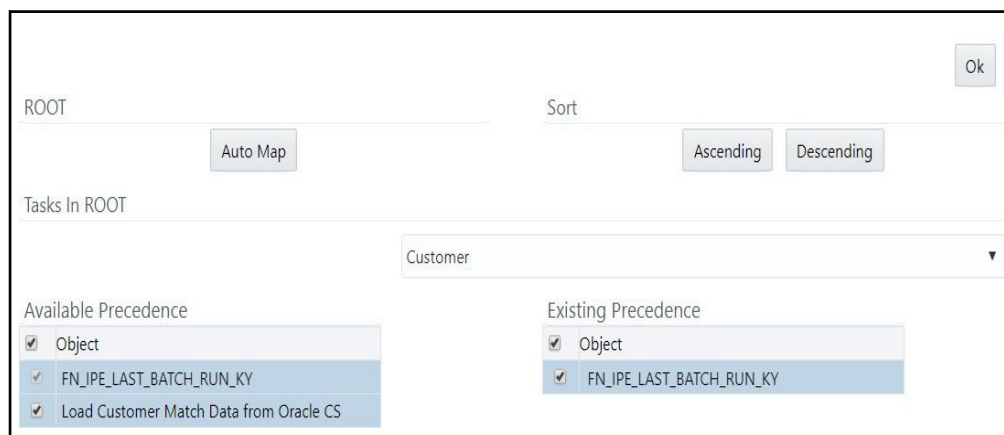 Ok
ROOT
Sort
Auto Map
Ascending
Descending
Tasks In ROOT
Customer
Available Precedence
Object
FN_IPE_LAST_BATCH_RUN_KY
Load Customer Match Data from Oracle CS
Existing Precedence
Object
FN_IPE_LAST_BATCH_RUN_KY